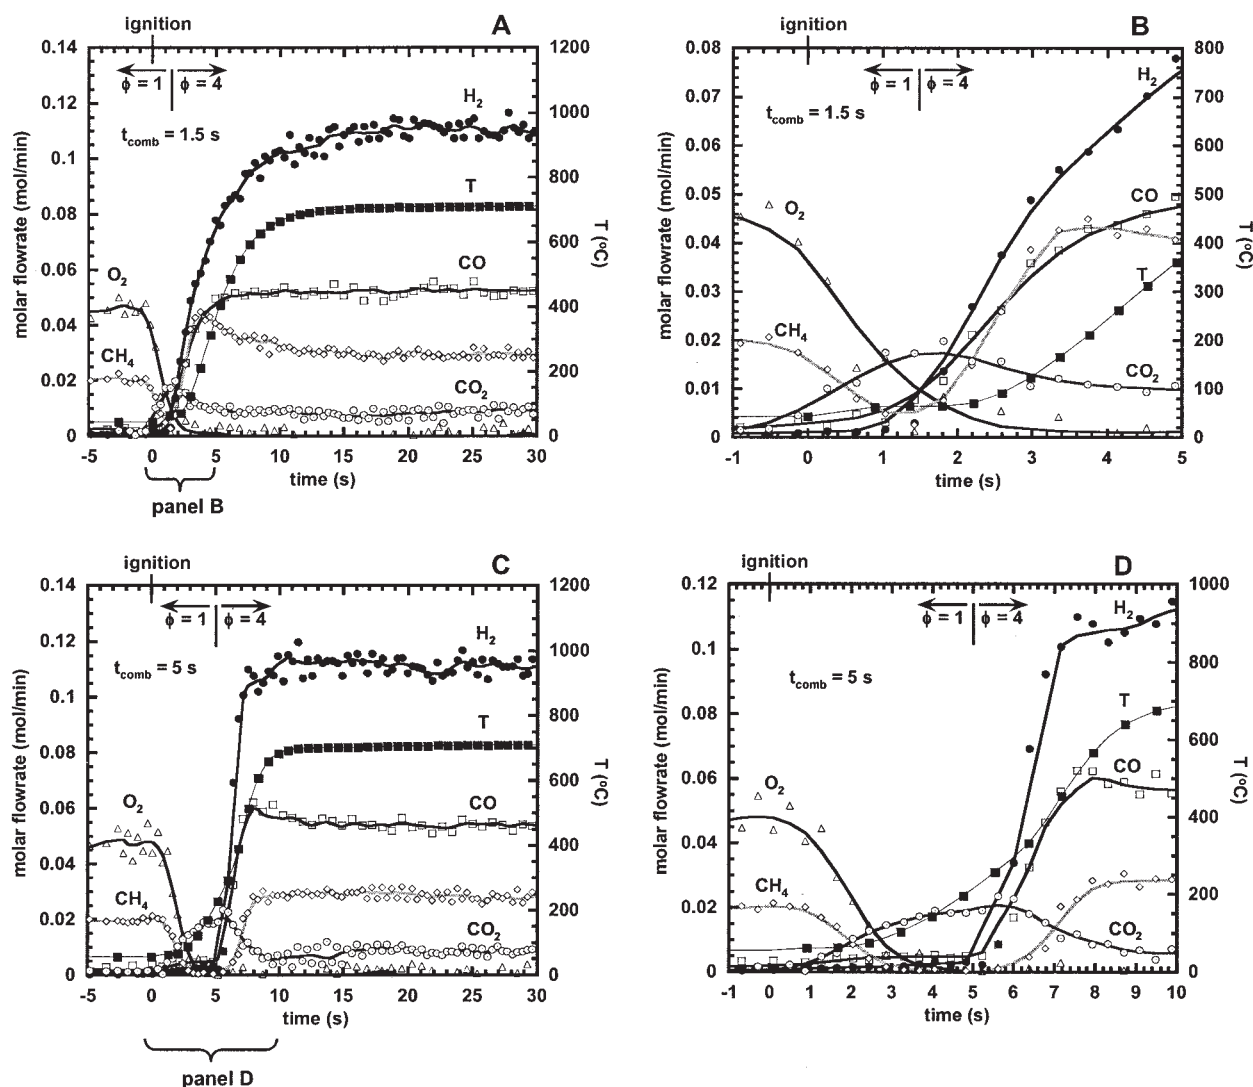 ignition
A
0.14
0.12
0.1
0.08
0.06
0.04
0.02
0
1200
1000
800
600
400
200
0
ϕ = 1
ϕ = 4
t_comb = 1.5 s
H2
T
CO
O2
CH4
CO2
molar flowrate (mol/min)
T (°C)
-5 0 5 10 15 20 25 30
time (s)
panel B
ignition
B
0.08
0.07
0.06
0.05
0.04
0.03
0.02
0.01
0
800
700
600
500
400
300
200
100
0
ϕ = 1
ϕ = 4
t_comb = 1.5 s
H2
CO
O2
T
CH4
CO2
molar flowrate (mol/min)
T (°C)
-1 0 1 2 3 4 5
time (s)
ignition
C
0.14
0.12
0.1
0.08
0.06
0.04
0.02
0
1200
1000
800
600
400
200
0
ϕ = 1
ϕ = 4
t_comb = 5 s
H2
T
CO
O2
CH4
CO2
molar flowrate (mol/min)
T (°C)
-5 0 5 10 15 20 25 30
time (s)
panel D
ignition
D
0.12
0.1
0.08
0.06
0.04
0.02
0
1000
800
600
400
200
0
ϕ = 1
ϕ = 4
t_comb = 5 s
H2
T
CO
O2
CH4
CO2
molar flowrate (mol/min)
T (°C)
-1 0 1 2 3 4 5 6 7 8 9 10
time (s)